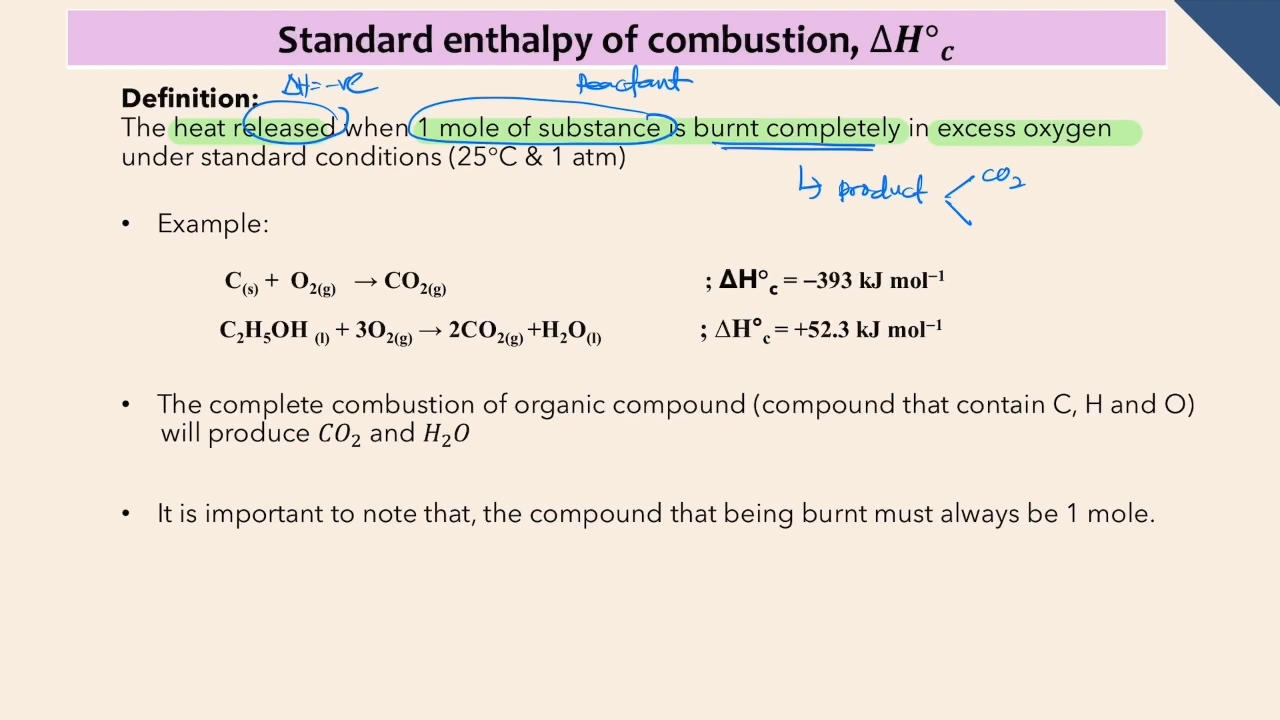 Standard enthalpy of combustion, ΔH°c
ΔH = -ve
reactant
Definition:
The heat released when 1 mole of substance is burnt completely in excess oxygen
under standard conditions (25°C & 1 atm)
↳ product < CO₂
• Example:
C(s) + O₂(g) → CO₂(g) ; ΔH°c = –393 kJ mol⁻¹
C₂H₅OH (l) + 3O₂(g) → 2CO₂(g) +H₂O(l) ; ΔH°c = +52.3 kJ mol⁻¹
• The complete combustion of organic compound (compound that contain C, H and O)
will produce CO₂ and H₂O
• It is important to note that, the compound that being burnt must always be 1 mole.